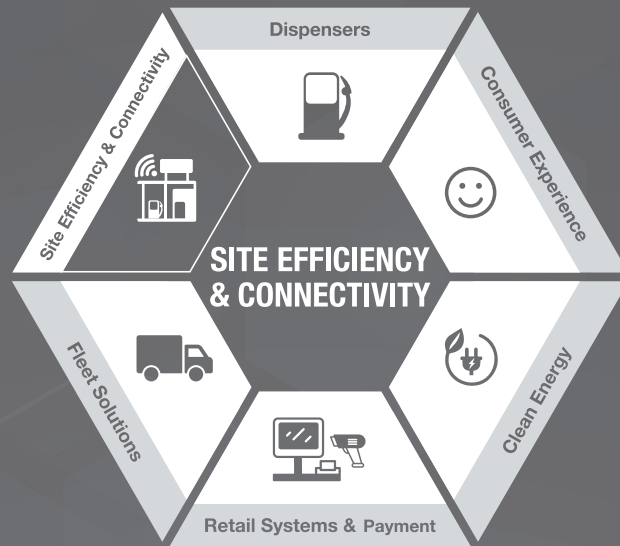 Dispensers
Site Efficiency & Connectivity
Consumer Experience
SITE EFFICIENCY
& CONNECTIVITY
Fleet Solutions
Clean Energy
Retail Systems & Payment